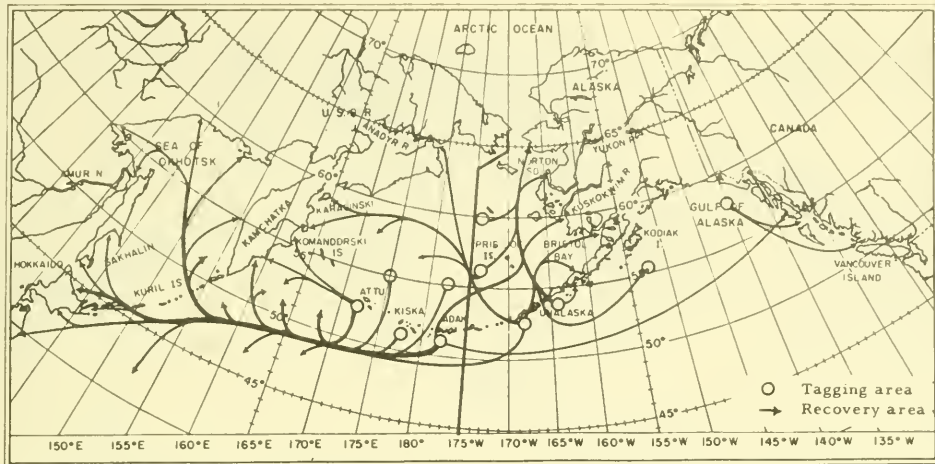 ARCTIC OCEAN
70°
70°
ALASKA
U.S.S.R.
ANADYR R
65°
YUKON R
CANADA
SEA OF
OKHOTSK
NORTON
SD.
AMUR N
60°
KUSKOKWIM R
60°
KARAGINSKI
KAMCHATKA
GULF OF
ALASKA
SAKHALIN
KOMANDORSKI
IS
55°
PRIB
IS
BRISTOL
BAY
KODIAK
I.
55°
HOKKAIDO
KURIL IS
VANCOUVER
ISLAND
ATTU
UNALASKA
50°
KISKA
ADAK
50°
45°
45°
Tagging area
Recovery area
150°E 155°E 160°E 165°E 170°E 175°E 180° 175°W 170°W 165°W 160°W 155°W 150°W 145°W 140°W 135°W